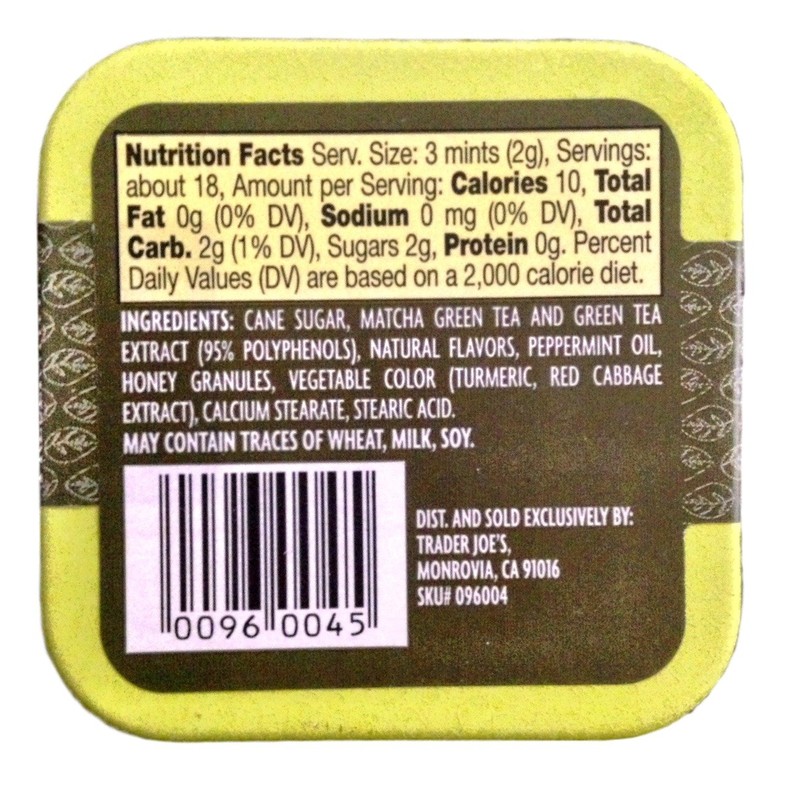 Nutrition Facts Serv. Size: 3 mints (2g), Servings:
about 18, Amount per Serving: Calories 10, Total
Fat 0g (0% DV), Sodium 0 mg (0% DV), Total
Carb. 2g (1% DV), Sugars 2g, Protein 0g. Percent
Daily Values (DV) are based on a 2,000 calorie diet.
INGREDIENTS: CANE SUGAR, MATCHA GREEN TEA AND GREEN TEA
EXTRACT (95% POLYPHENOLS), NATURAL FLAVORS, PEPPERMINT OIL,
HONEY GRANULES, VEGETABLE COLOR (TURMERIC, RED CABBAGE
EXTRACT), CALCIUM STEARATE, STEARIC ACID.
MAY CONTAIN TRACES OF WHEAT, MILK, SOY.
DIST. AND SOLD EXCLUSIVELY BY:
TRADER JOE'S,
MONROVIA, CA 91016
SKU# 096004
0096 0045